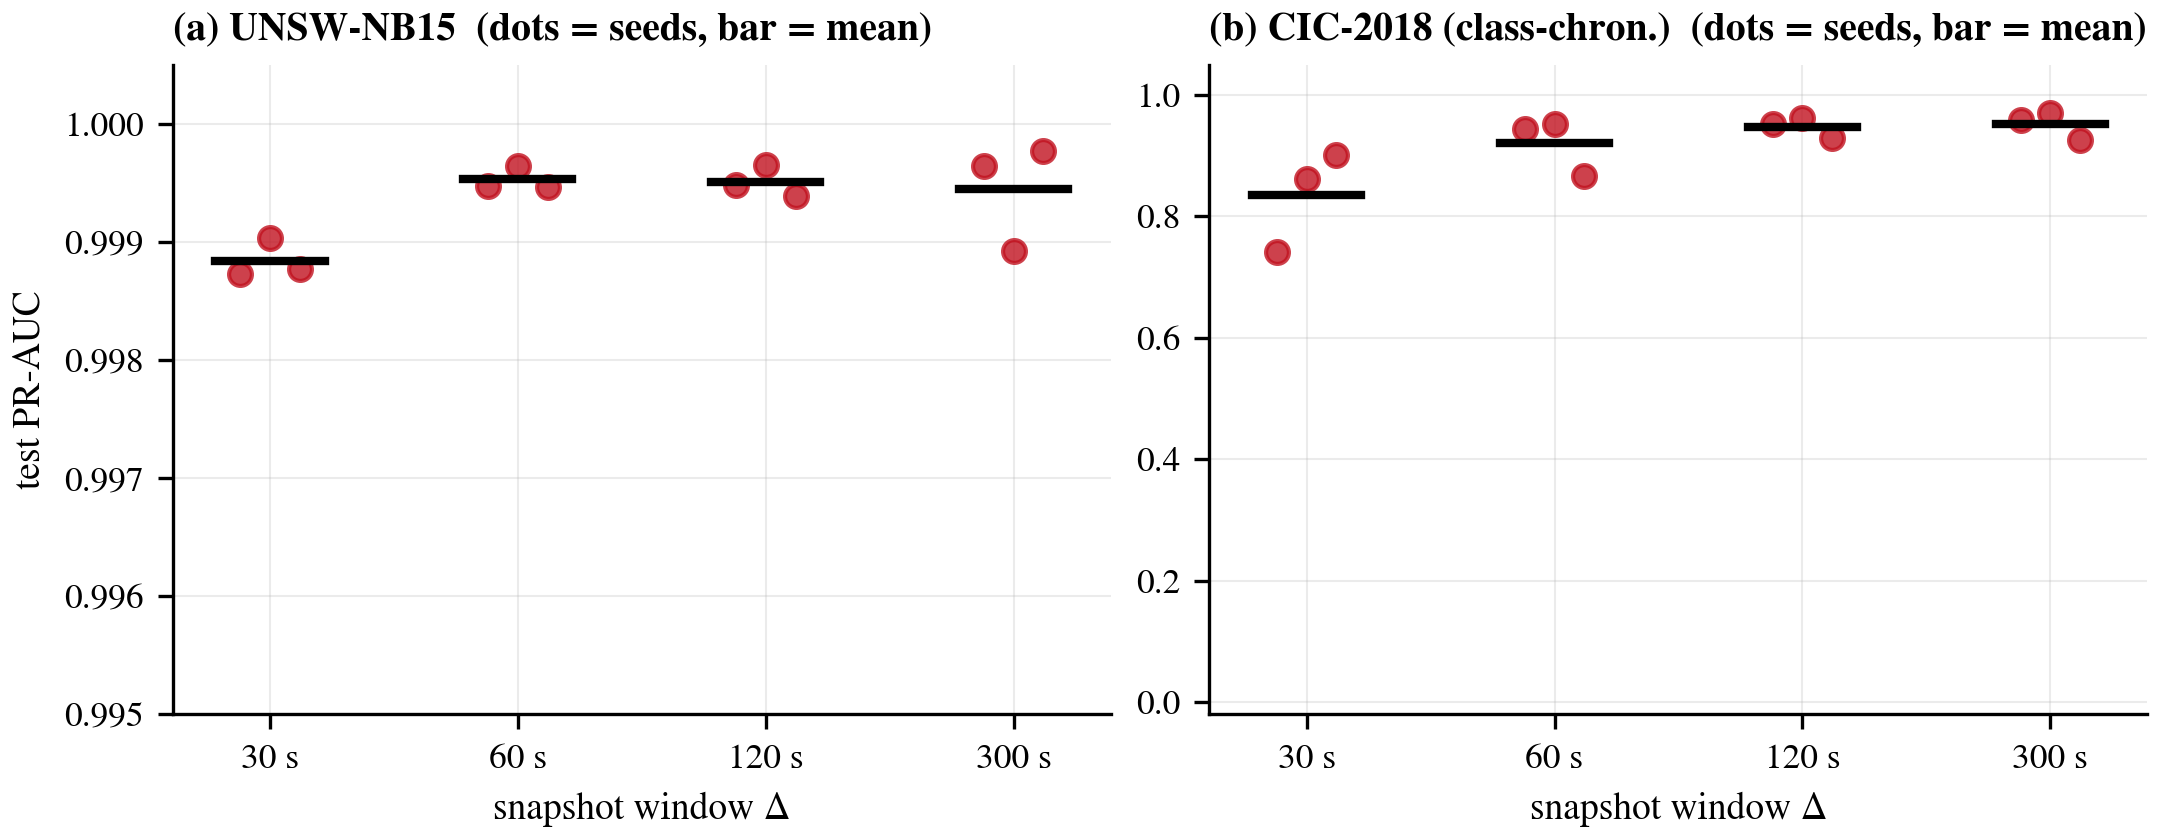 (a) UNSW-NB15 (dots = seeds, bar = mean)
test PR-AUC
1.000
0.999
0.998
0.997
0.996
0.995
30 s
60 s
120 s
300 s
snapshot window Δ
(b) CIC-2018 (class-chron.) (dots = seeds, bar = mean)
1.0
0.8
0.6
0.4
0.2
0.0
30 s
60 s
120 s
300 s
snapshot window Δ